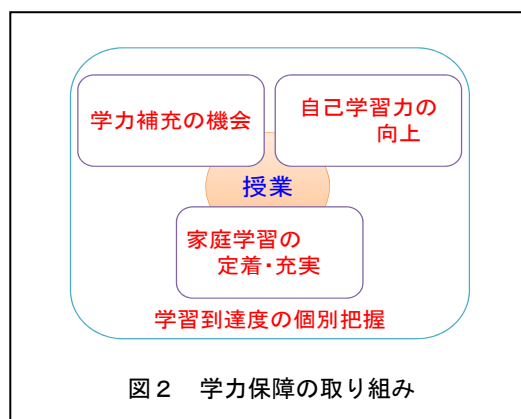 学力補充の機会
自己学習力の
向上
授業
家庭学習の
定着・充実
学習到達度の個別把握
図２　学力保障の取り組み